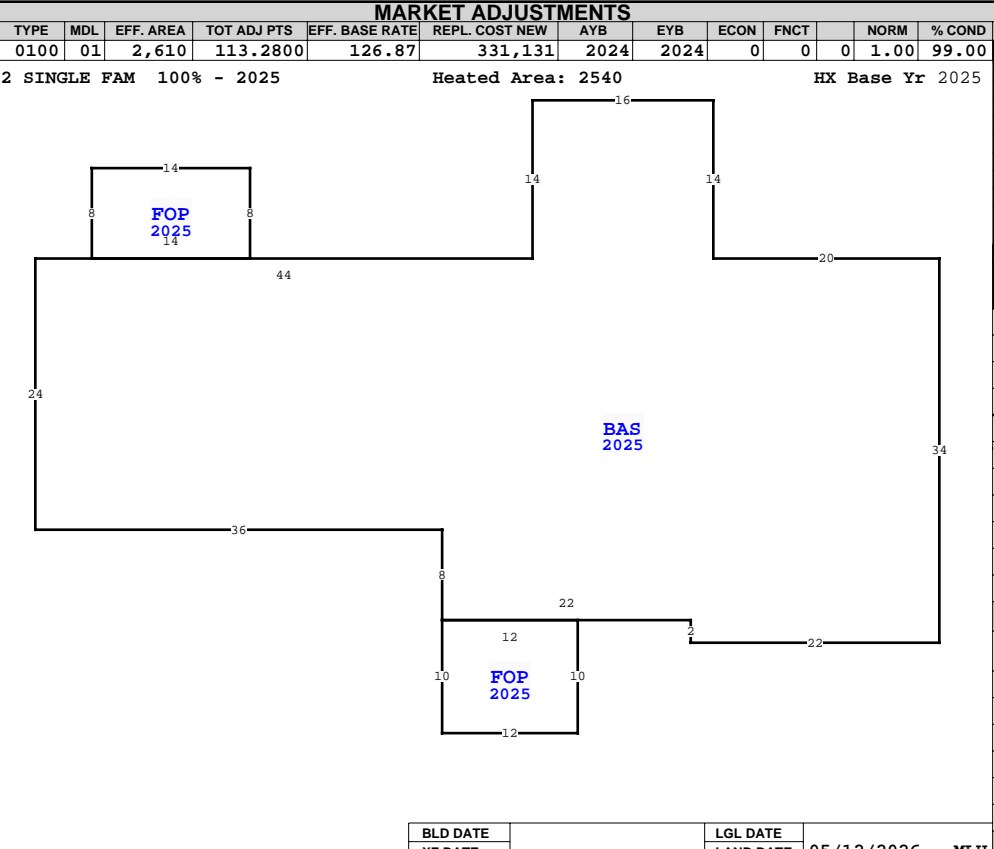 MARKET ADJUSTMENTS
TYPE MDL EFF. AREA TOT ADJ PTS EFF. BASE RATE REPL. COST NEW AYB EYB ECON FNCT NORM % COND
0100 01 2,610 113.2800 126.87 331,131 2024 2024 0 0 0 1.00 99.00
2 SINGLE FAM 100% - 2025 Heated Area: 2540 HX Base Yr 2025
16
14
14 14
8 FOP 8
2025
14
44 20
24
BAS
2025
34
36
8
22
2
12 22
10 FOP 10
2025
12
BLD DATE LGL DATE